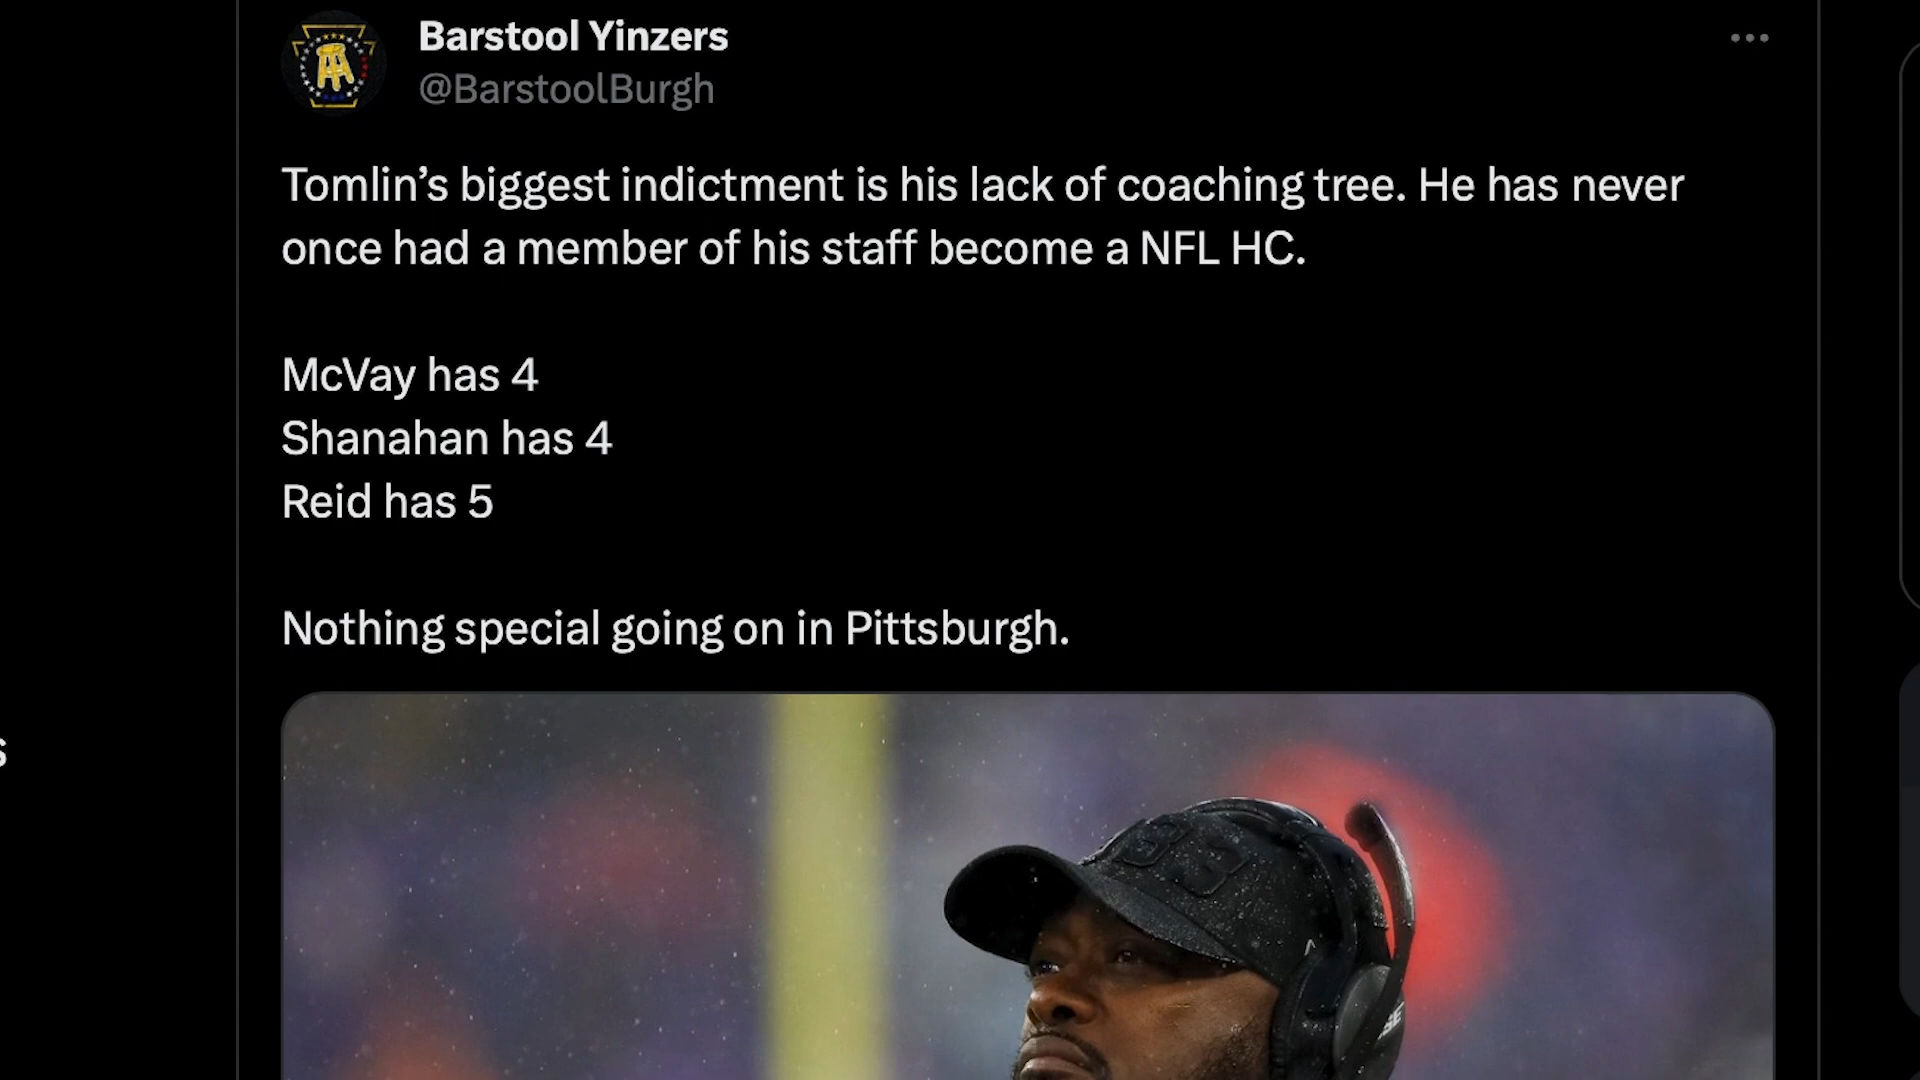 Barstool Yinzers
@BarstoolBurgh
Tomlin’s biggest indictment is his lack of coaching tree. He has never
once had a member of his staff become a NFL HC.
McVay has 4
Shanahan has 4
Reid has 5
Nothing special going on in Pittsburgh.
s